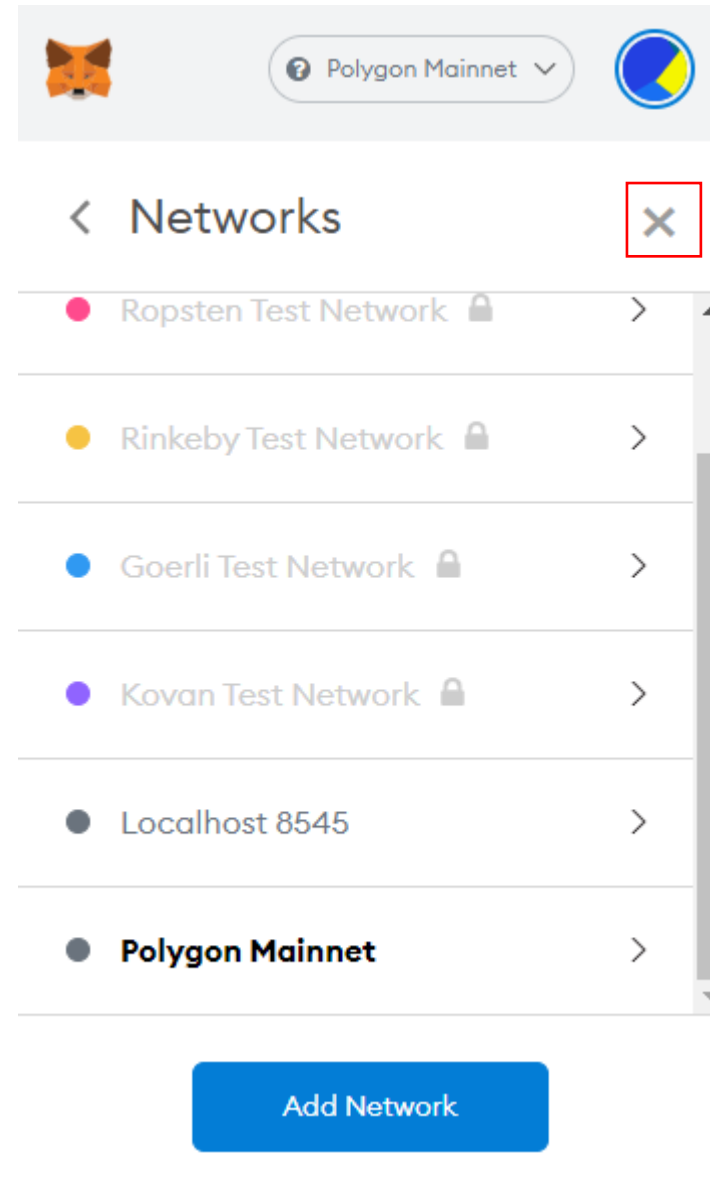 Polygon Mainnet
Networks
Ropsten Test Network
Rinkeby Test Network
Goerli Test Network
Kovan Test Network
Localhost 8545
Polygon Mainnet
Add Network